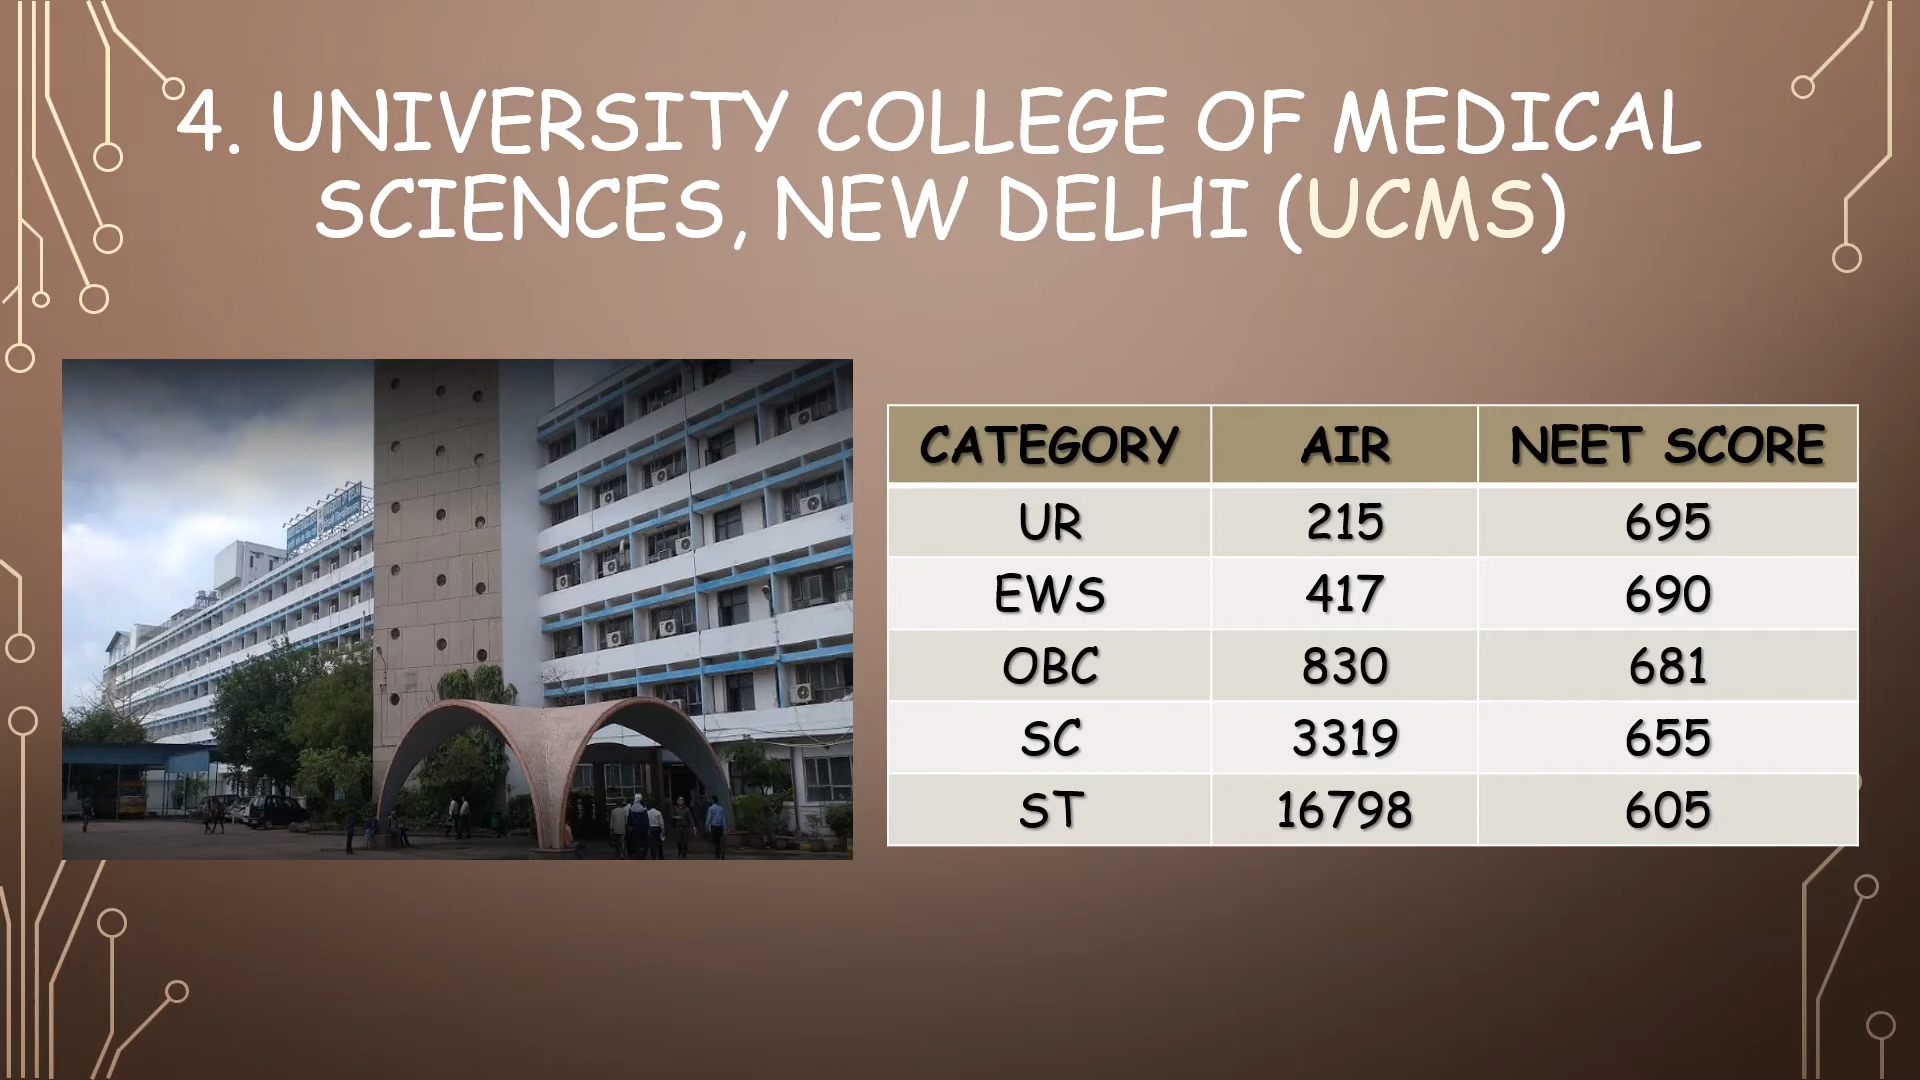 4. UNIVERSITY COLLEGE OF MEDICAL
SCIENCES, NEW DELHI (UCMS)
CATEGORY AIR NEET SCORE
UR 215 695
EWS 417 690
OBC 830 681
SC 3319 655
ST 16798 605